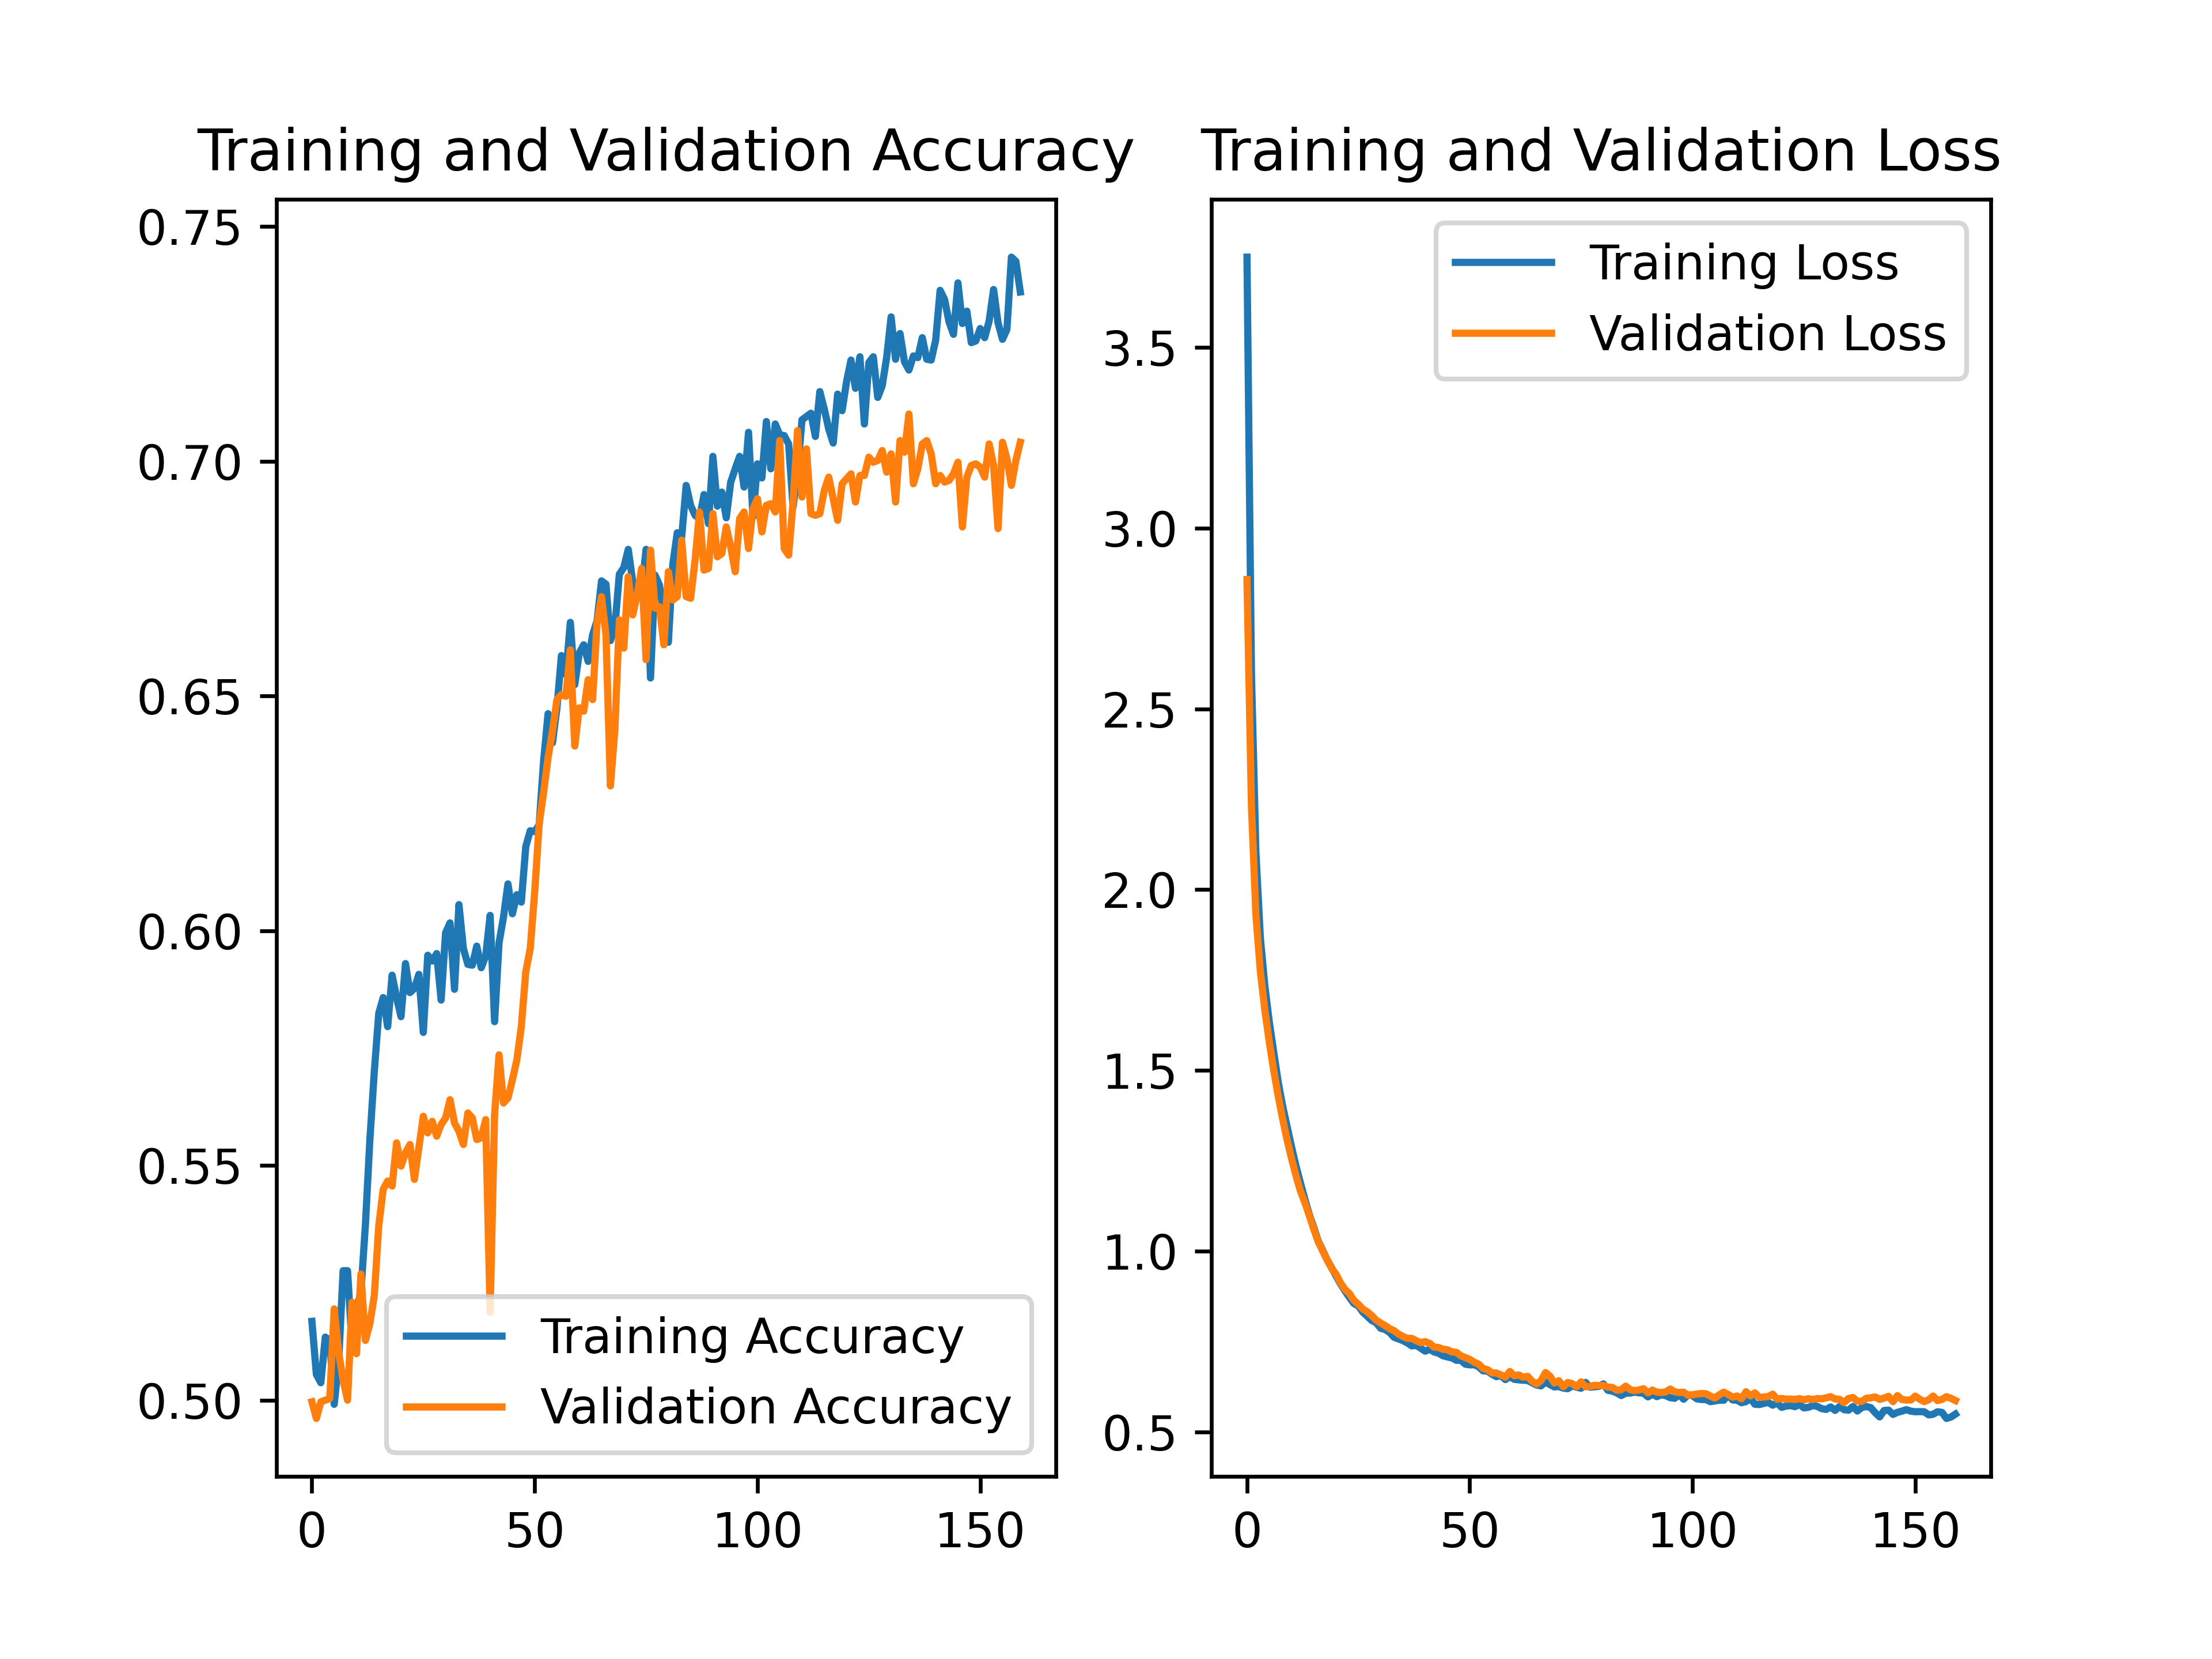 Training and Validation Accuracy
0.75
0.70
0.65
0.60
0.55
0.50
0 50 100 150
Training Accuracy
Validation Accuracy
Training and Validation Loss
3.5
3.0
2.5
2.0
1.5
1.0
0.5
0 50 100 150
Training Loss
Validation Loss